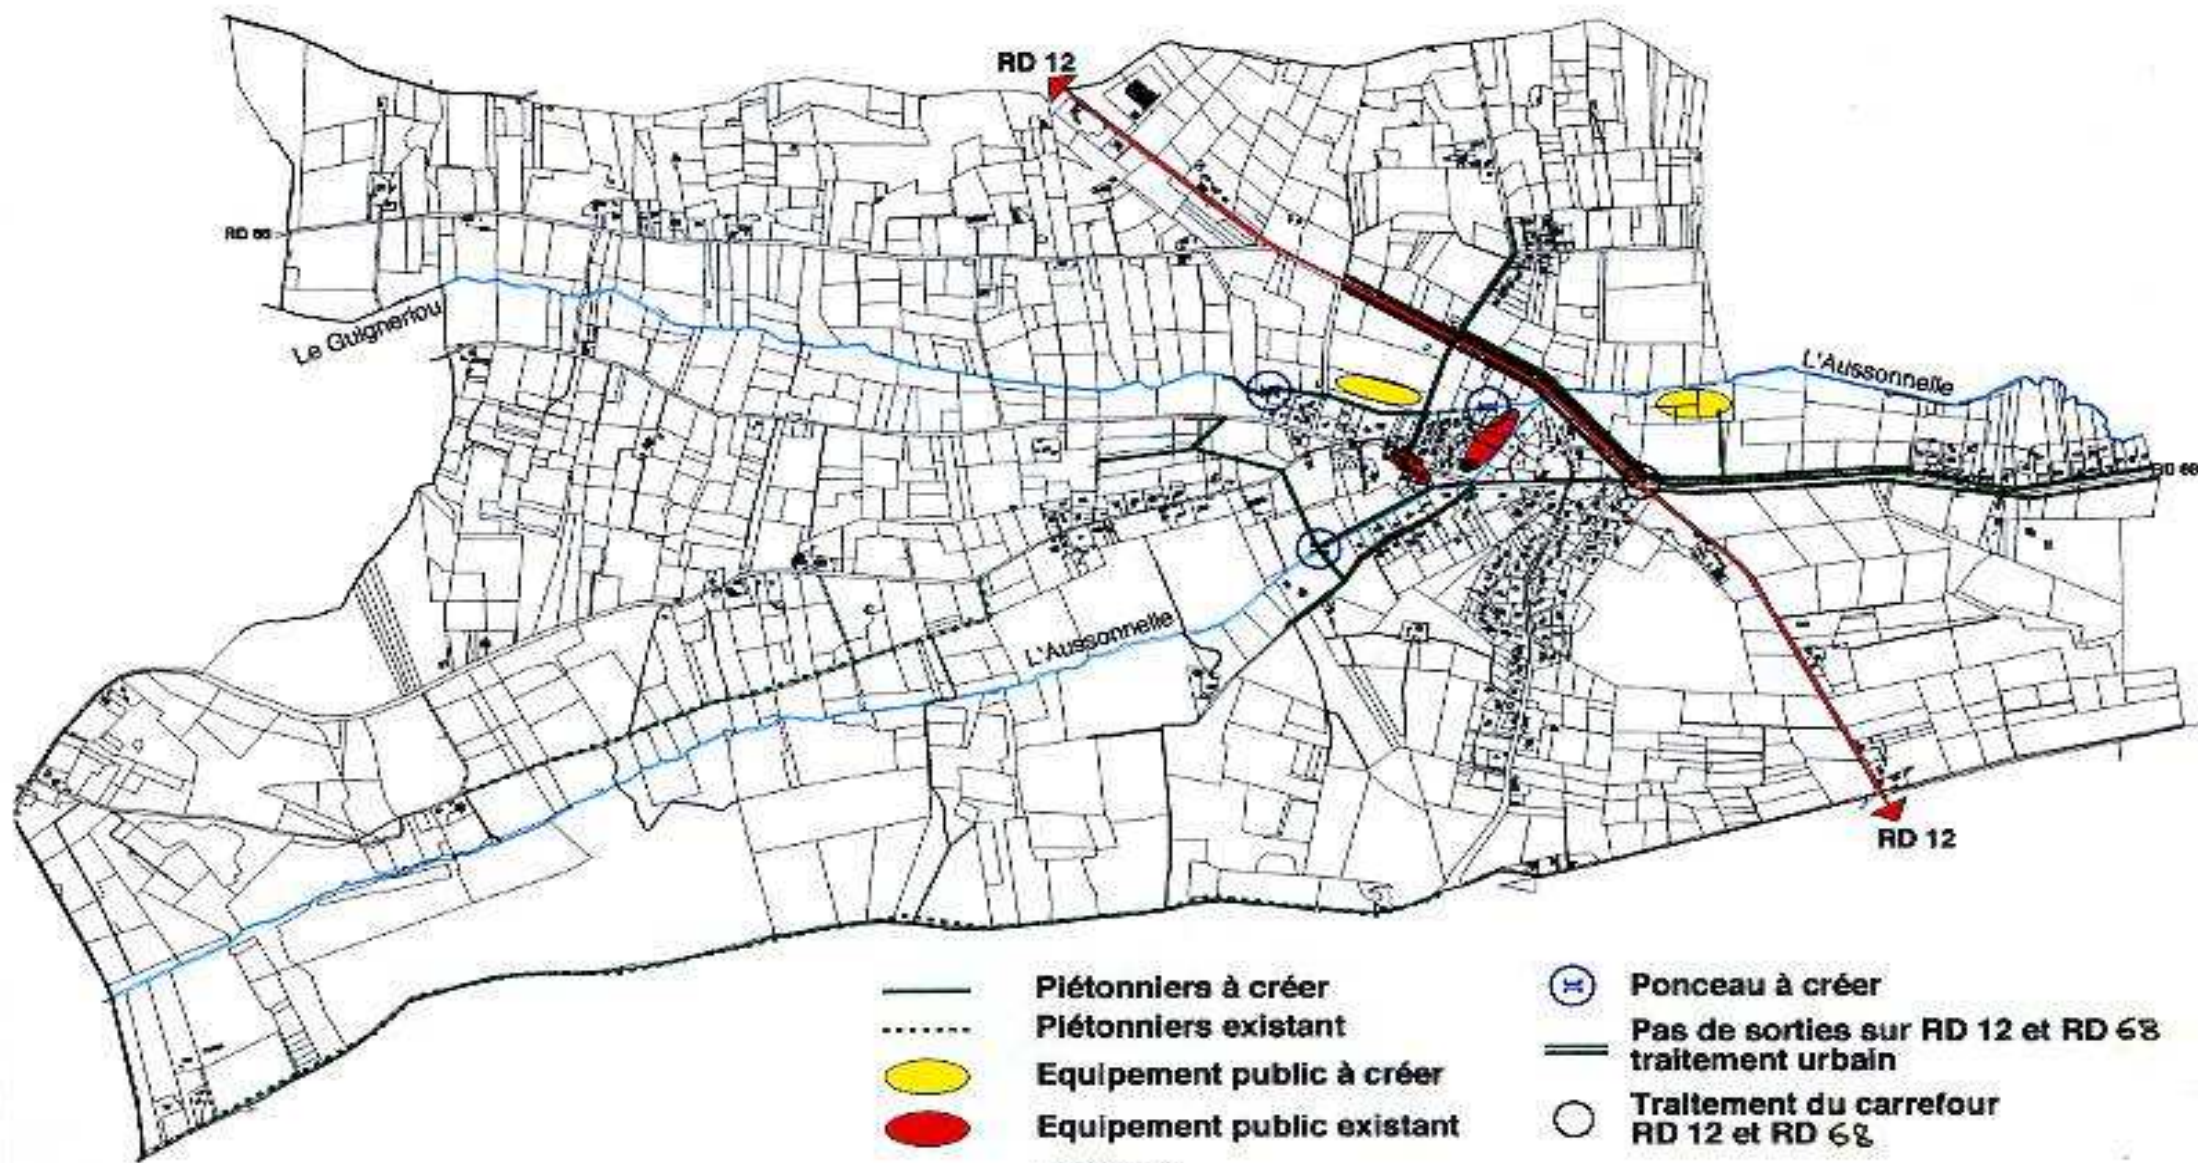 RD 12
RD 66
Le Guigneriou
L'Aussonnelle
RD 68
L'Aussonnelle
RD 12
Piétonniers à créer
Piétonniers existant
Equipement public à créer
Equipement public existant
Ponceau à créer
Pas de sorties sur RD 12 et RD 68
traitement urbain
Traitement du carrefour
RD 12 et RD 68